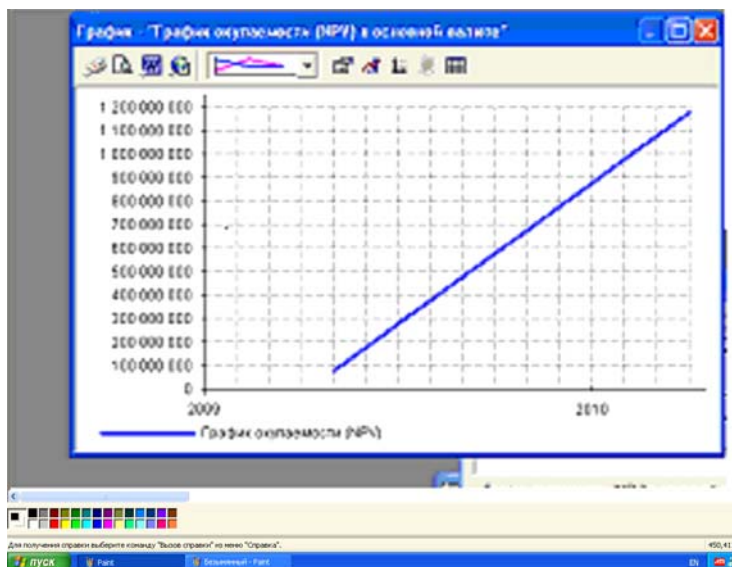 График - "График окупаемости (NPV) в основной валюте"
1 200 000 000
1 100 000 000
1 000 000 000
900 000 000
800 000 000
700 000 000
600 000 000
500 000 000
400 000 000
300 000 000
200 000 000
100 000 000
0
2009 2010
График окупаемости (NPV)
Для получения справки выберите команду "Вызов справки" из меню "Справка". 450,41
пуск Paint Безымянный - Paint EN